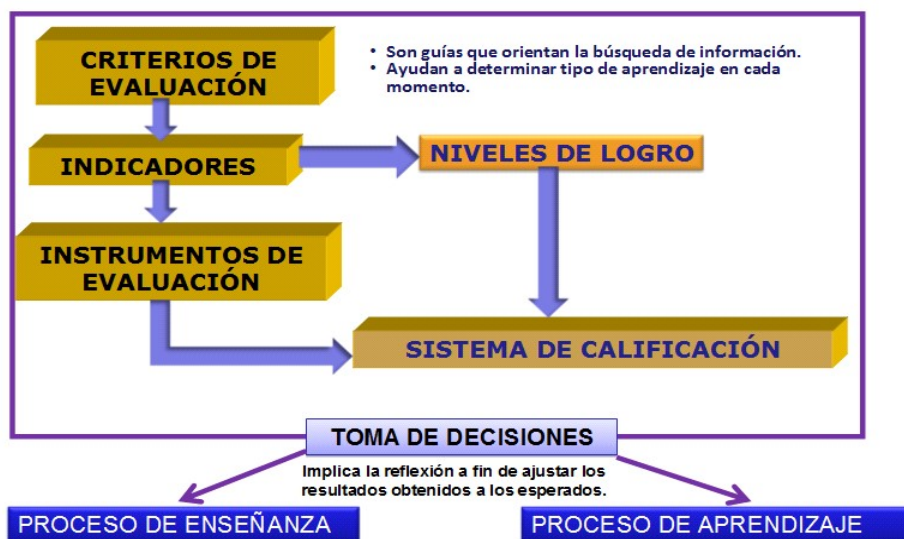 CRITERIOS DE
EVALUACIÓN
• Son guías que orientan la búsqueda de información.
• Ayudan a determinar tipo de aprendizaje en cada
momento.
INDICADORES
NIVELES DE LOGRO
INSTRUMENTOS DE
EVALUACIÓN
SISTEMA DE CALIFICACIÓN
TOMA DE DECISIONES
Implica la reflexión a fin de ajustar los
resultados obtenidos a los esperados.
PROCESO DE ENSEÑANZA
PROCESO DE APRENDIZAJE